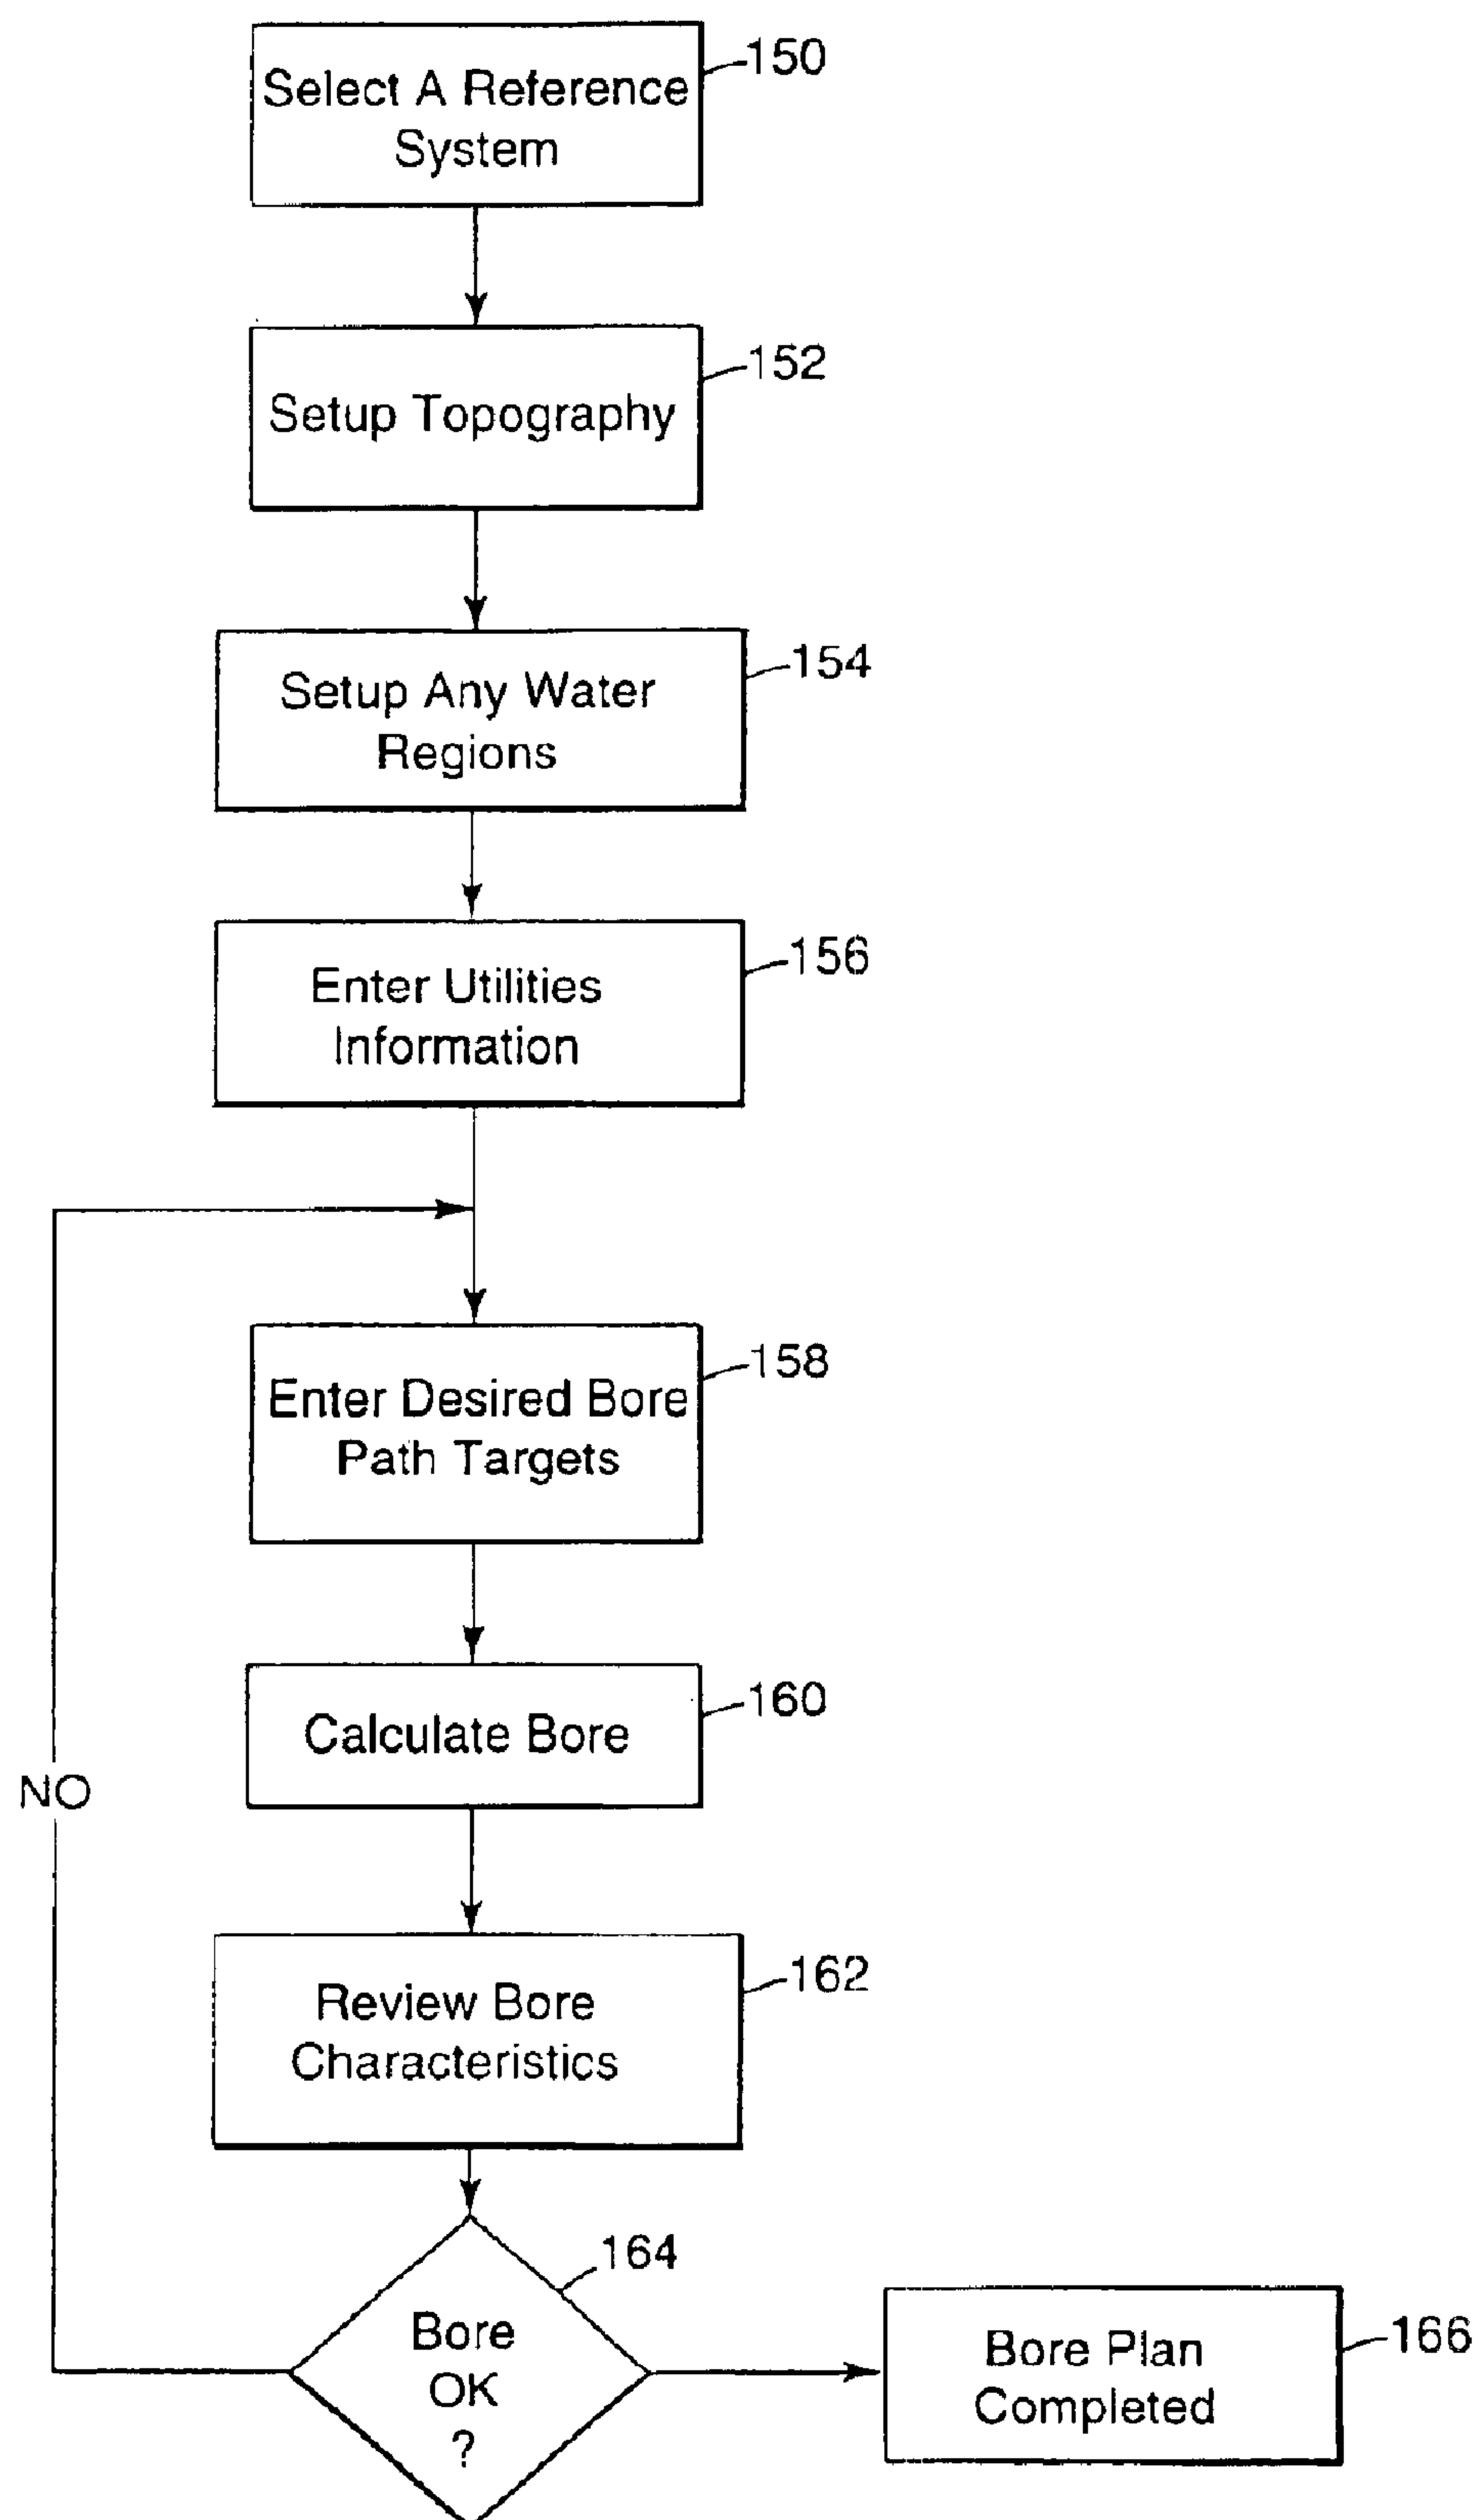 Select A Reference
System
150
Setup Topography
152
Setup Any Water
Regions
154
Enter Utilities
Information
156
Enter Desired Bore
Path Targets
158
Calculate Bore
160
NO
Review Bore
Characteristics
162
Bore
OK
?
164
Bore Plan
Completed
166